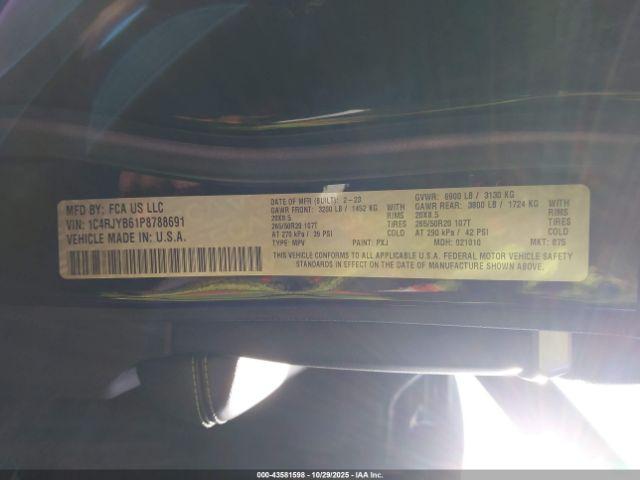 MFD BY: FCA US LLC
VIN: 1C4RJYB61P8788691
VEHICLE MADE IN: U.S.A.
DATE OF MFR (BUILT): 2-23
GAWR FRONT: 3200 LB / 1452 KG WITH
20X8.5 RIMS
265/50R20 107T TIRES
AT 270 kPa / 39 PSI COLD
TYPE: MPV PAINT: PXJ
GVWR: 6900 LB / 3130 KG
GAWR REAR: 3800 LB / 1724 KG WITH
20X8.5 RIMS
265/50R20 107T TIRES
AT 290 kPa / 42 PSI COLD
MDH: 021010 MKT: 875
THIS VEHICLE CONFORMS TO ALL APPLICABLE U.S.A. FEDERAL MOTOR VEHICLE SAFETY
STANDARDS IN EFFECT ON THE DATE OF MANUFACTURE SHOWN ABOVE.
000-43581598 - 10/29/2025 - IAA Inc.